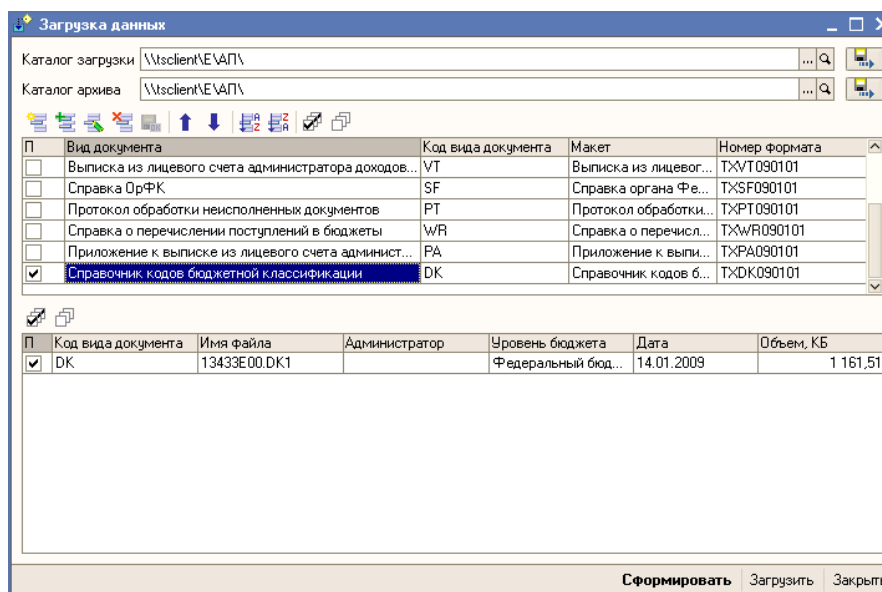 Загрузка данных
Каталог загрузки \\tsclient\E\АП\ ...
Каталог архива \\tsclient\E\АП\ ...
П Вид документа Код вида документа Макет Номер формата
Выписка из лицевого счета администратора доходов... VT Выписка из лицевог... TXVT090101
Справка ОрФК SF Справка органа Фе... TXSF090101
Протокол обработки неисполненных документов PT Протокол обработки... TXPT090101
Справка о перечислении поступлений в бюджеты WR Справка о перечисл... TXWR090101
Приложение к выписке из лицевого счета админист... PA Приложение к выпи... TXPA090101
Справочник кодов бюджетной классификации DK Справочник кодов б... TXDK090101
П Код вида документа Имя файла Администратор Уровень бюджета Дата Объем, КБ
DK 13433E00.DK1 Федеральный бюд... 14.01.2009 1 161,51
Сформировать Загрузить Закрыть